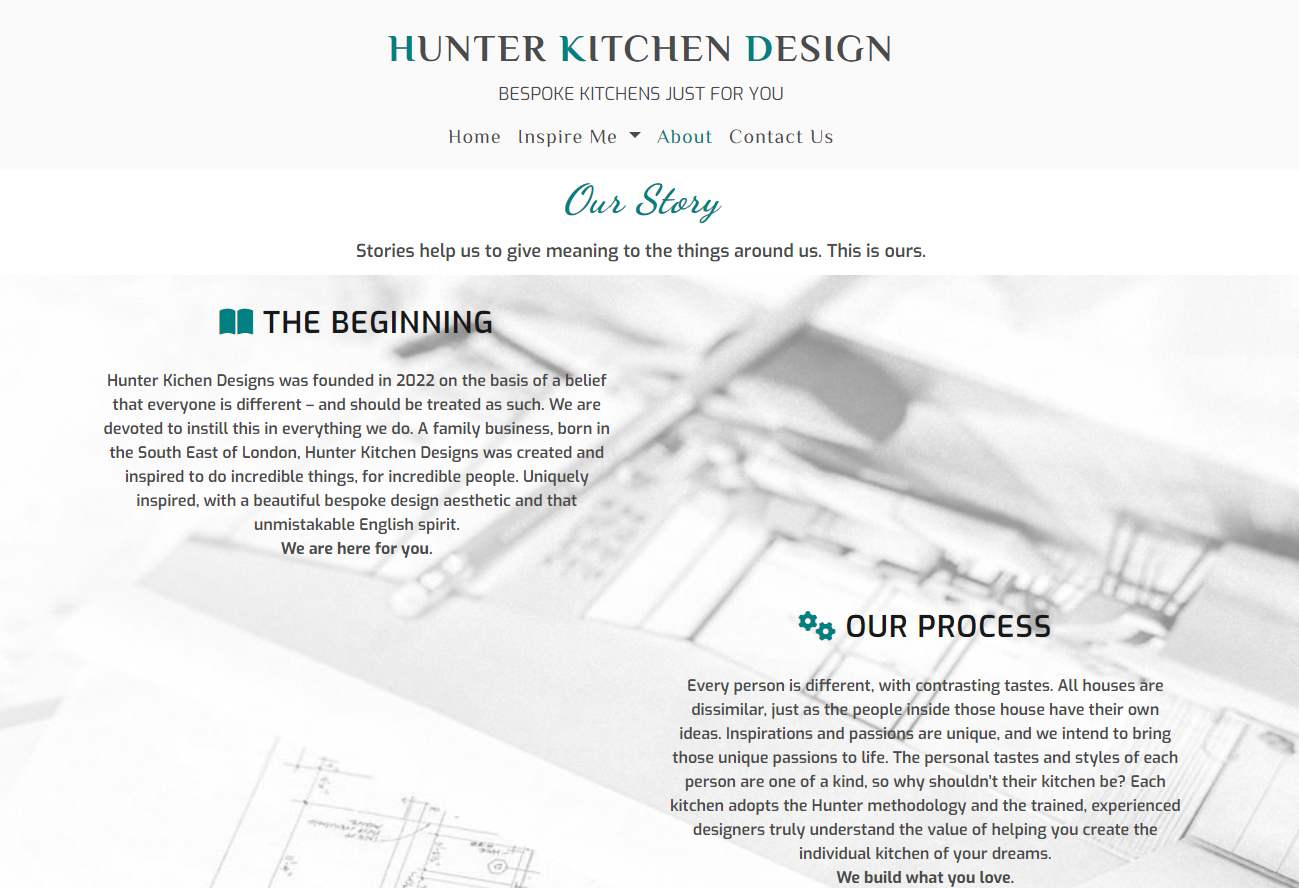 HUNTER KITCHEN DESIGN
BESPOKE KITCHENS JUST FOR YOU
Home Inspire Me About Contact Us
Our Story
Stories help us to give meaning to the things around us. This is ours.
THE BEGINNING
Hunter Kichen Designs was founded in 2022 on the basis of a belief
that everyone is different – and should be treated as such. We are
devoted to instill this in everything we do. A family business, born in
the South East of London, Hunter Kitchen Designs was created and
inspired to do incredible things, for incredible people. Uniquely
inspired, with a beautiful bespoke design aesthetic and that
unmistakable English spirit.
We are here for you.
OUR PROCESS
Every person is different, with contrasting tastes. All houses are
dissimilar, just as the people inside those house have their own
ideas. Inspirations and passions are unique, and we intend to bring
those unique passions to life. The personal tastes and styles of each
person are one of a kind, so why shouldn't their kitchen be? Each
kitchen adopts the Hunter methodology and the trained, experienced
designers truly understand the value of helping you create the
individual kitchen of your dreams.
We build what you love.